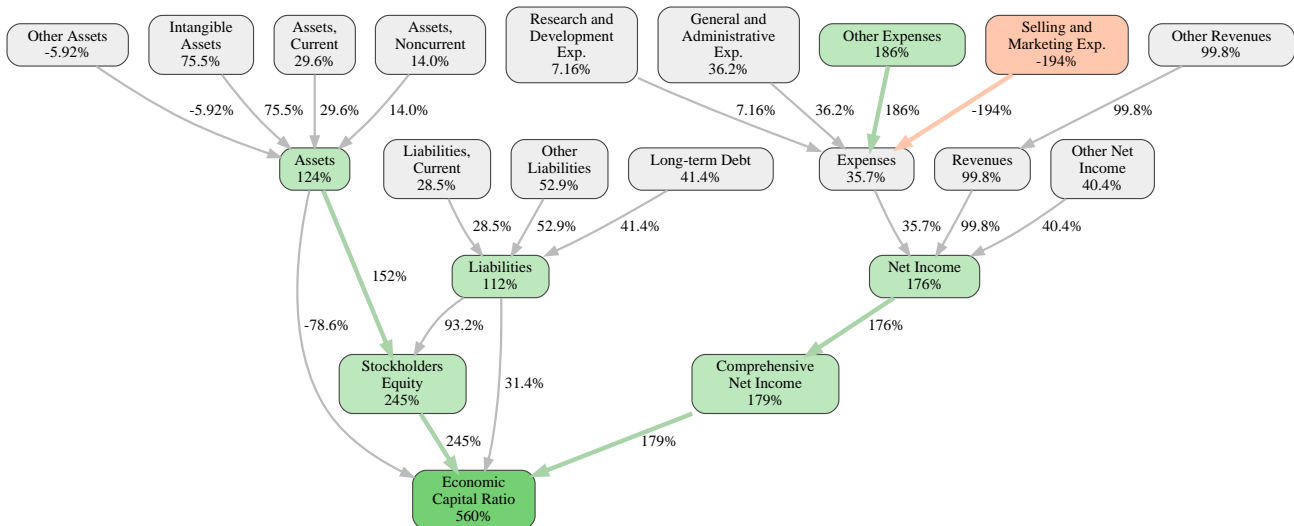 Other Assets
-5.92%
Intangible
Assets
75.5%
Assets,
Current
29.6%
Assets,
Noncurrent
14.0%
Research and
Development
Exp.
7.16%
General and
Administrative
Exp.
36.2%
Other Expenses
186%
Selling and
Marketing Exp.
-194%
Other Revenues
99.8%
-5.92%
75.5%
29.6%
14.0%
7.16%
36.2%
186%
-194%
99.8%
Assets
124%
Liabilities,
Current
28.5%
Other
Liabilities
52.9%
Long-term Debt
41.4%
Expenses
35.7%
Revenues
99.8%
Other Net
Income
40.4%
28.5%
52.9%
41.4%
35.7%
99.8%
40.4%
152%
Liabilities
112%
Net Income
176%
-78.6%
93.2%
176%
Stockholders
Equity
245%
31.4%
Comprehensive
Net Income
179%
245%
179%
Economic
Capital Ratio
560%